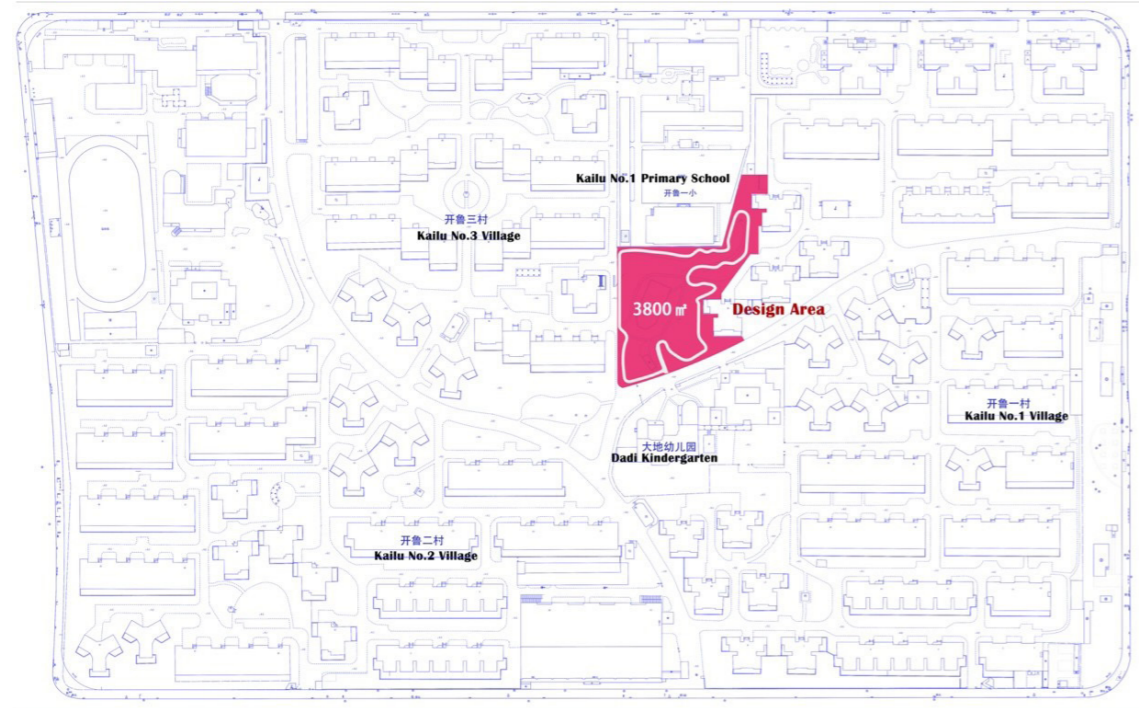 Kailu No.1 Primary School
开鲁一小
开鲁三村
Kailu No.3 Village
3800㎡
Design Area
开鲁一村
Kailu No.1 Village
大地幼儿园
Dadi Kindergarten
开鲁二村
Kailu No.2 Village